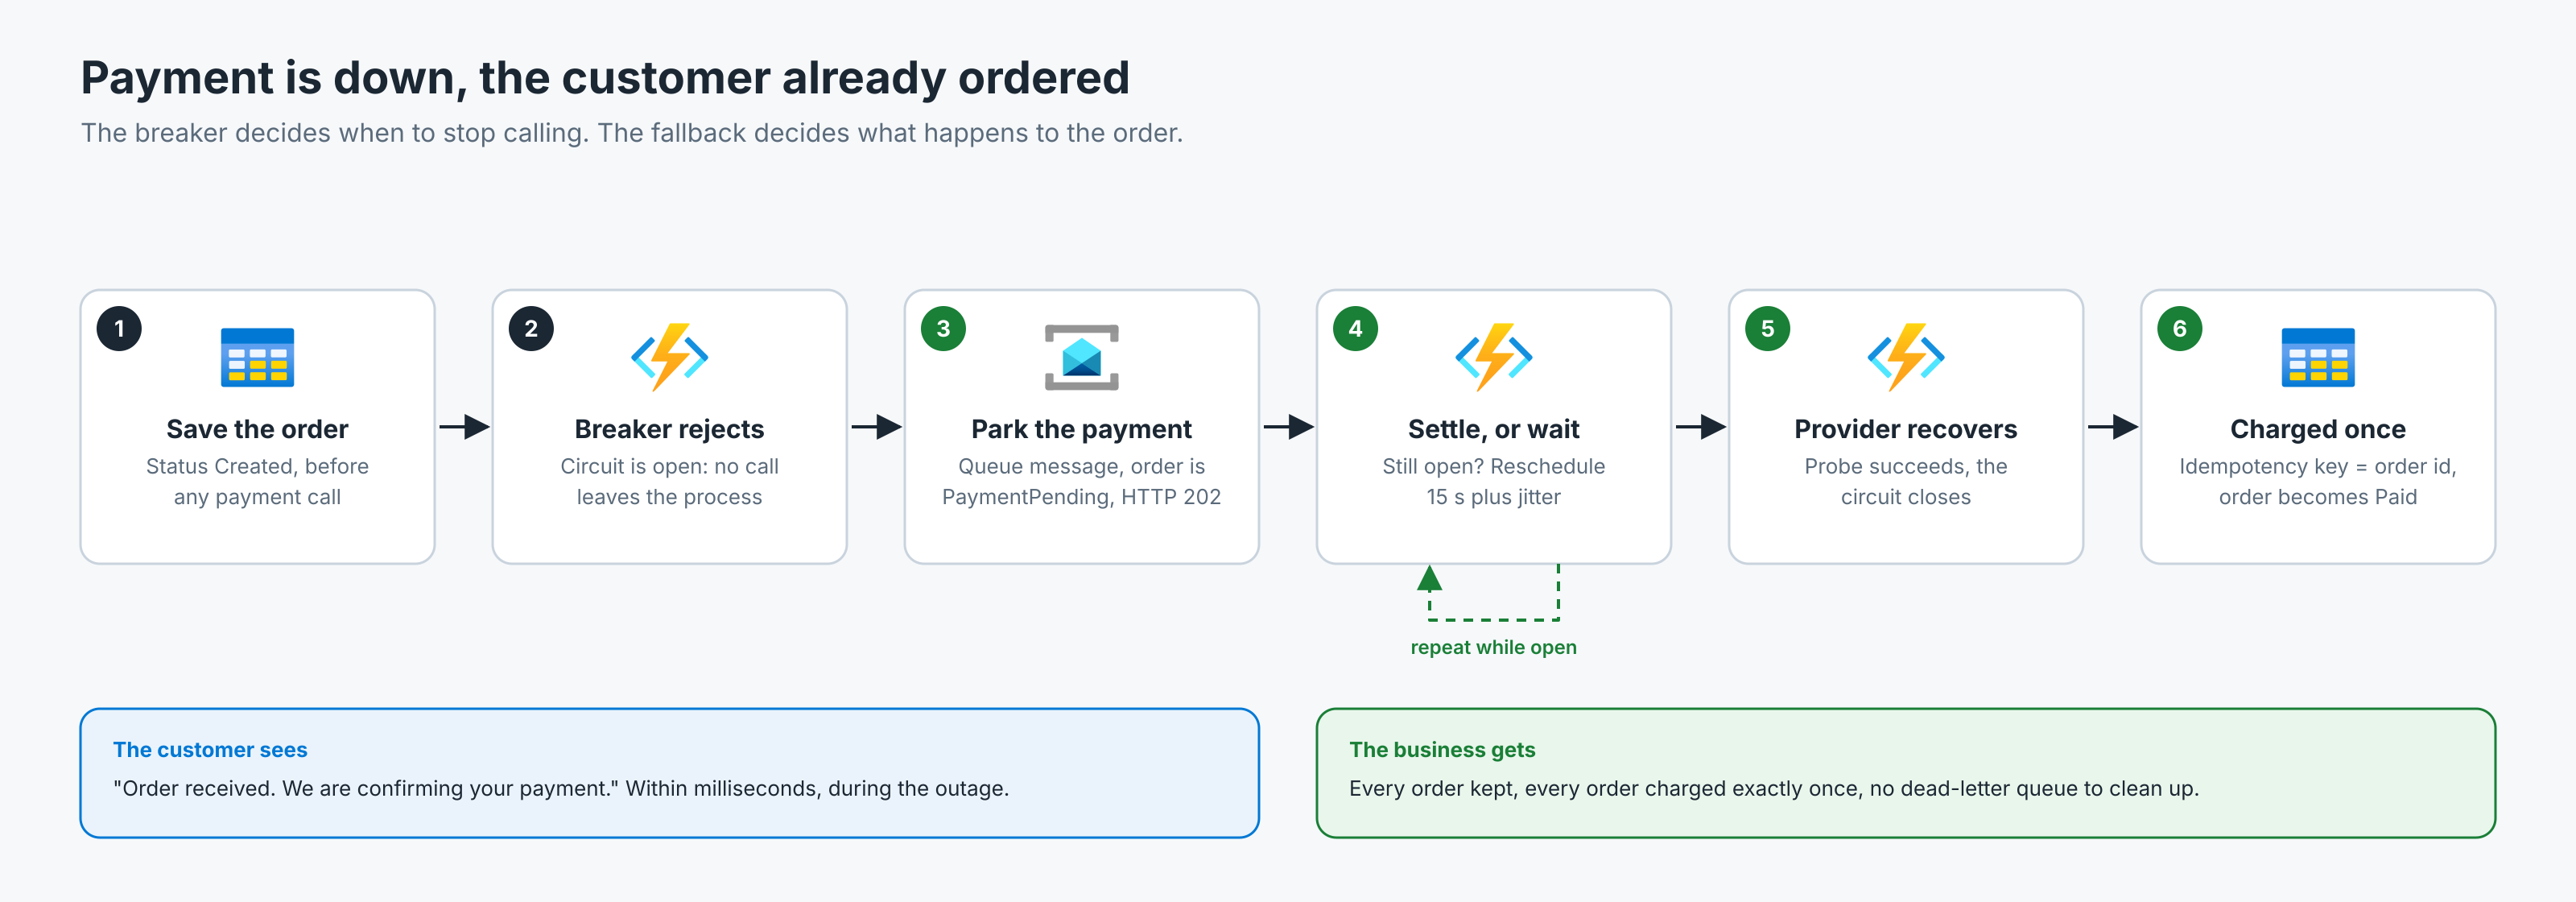 Payment is down, the customer already ordered
The breaker decides when to stop calling. The fallback decides what happens to the order.
1
Save the order
Status Created, before
any payment call
2
Breaker rejects
Circuit is open: no call
leaves the process
3
Park the payment
Queue message, order is
PaymentPending, HTTP 202
4
Settle, or wait
Still open? Reschedule
15 s plus jitter
repeat while open
5
Provider recovers
Probe succeeds, the
circuit closes
6
Charged once
Idempotency key = order id,
order becomes Paid
The customer sees
"Order received. We are confirming your payment." Within milliseconds, during the outage.
The business gets
Every order kept, every order charged exactly once, no dead-letter queue to clean up.